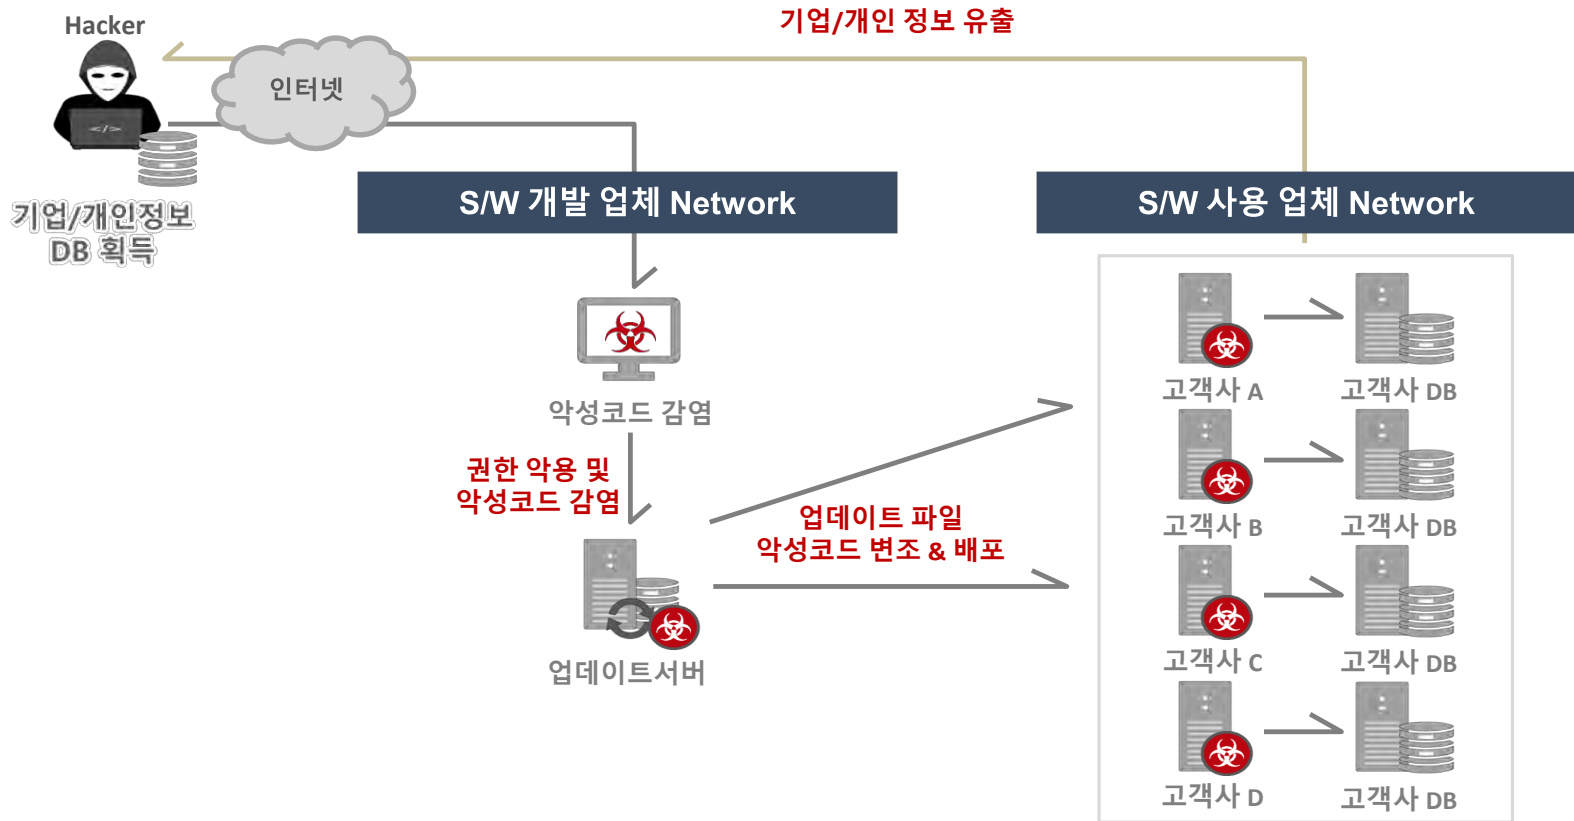 Hacker
기업/개인 정보 유출
인터넷
</>
기업/개인정보
DB 획득
S/W 개발 업체 Network
S/W 사용 업체 Network
악성코드 감염
권한 악용 및
악성코드 감염
업데이트 파일
악성코드 변조 & 배포
업데이트서버
고객사 A
고객사 DB
고객사 B
고객사 DB
고객사 C
고객사 DB
고객사 D
고객사 DB